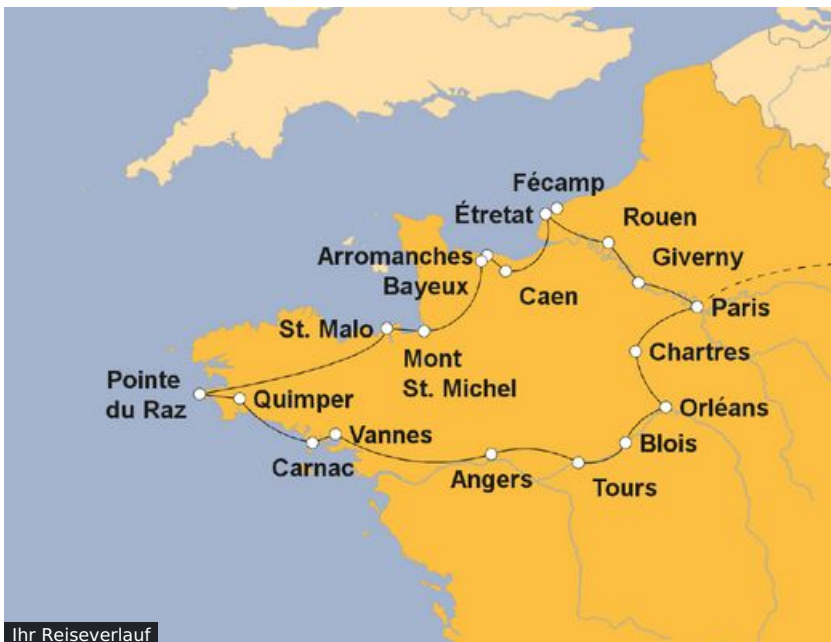 Fécamp
Étretat
Rouen
Giverny
Arromanches
Bayeux
Caen
Paris
St. Malo
Mont
St. Michel
Chartres
Pointe
du Raz
Quimper
Orléans
Vannes
Blois
Carnac
Angers
Tours
Ihr Reiseverlauf